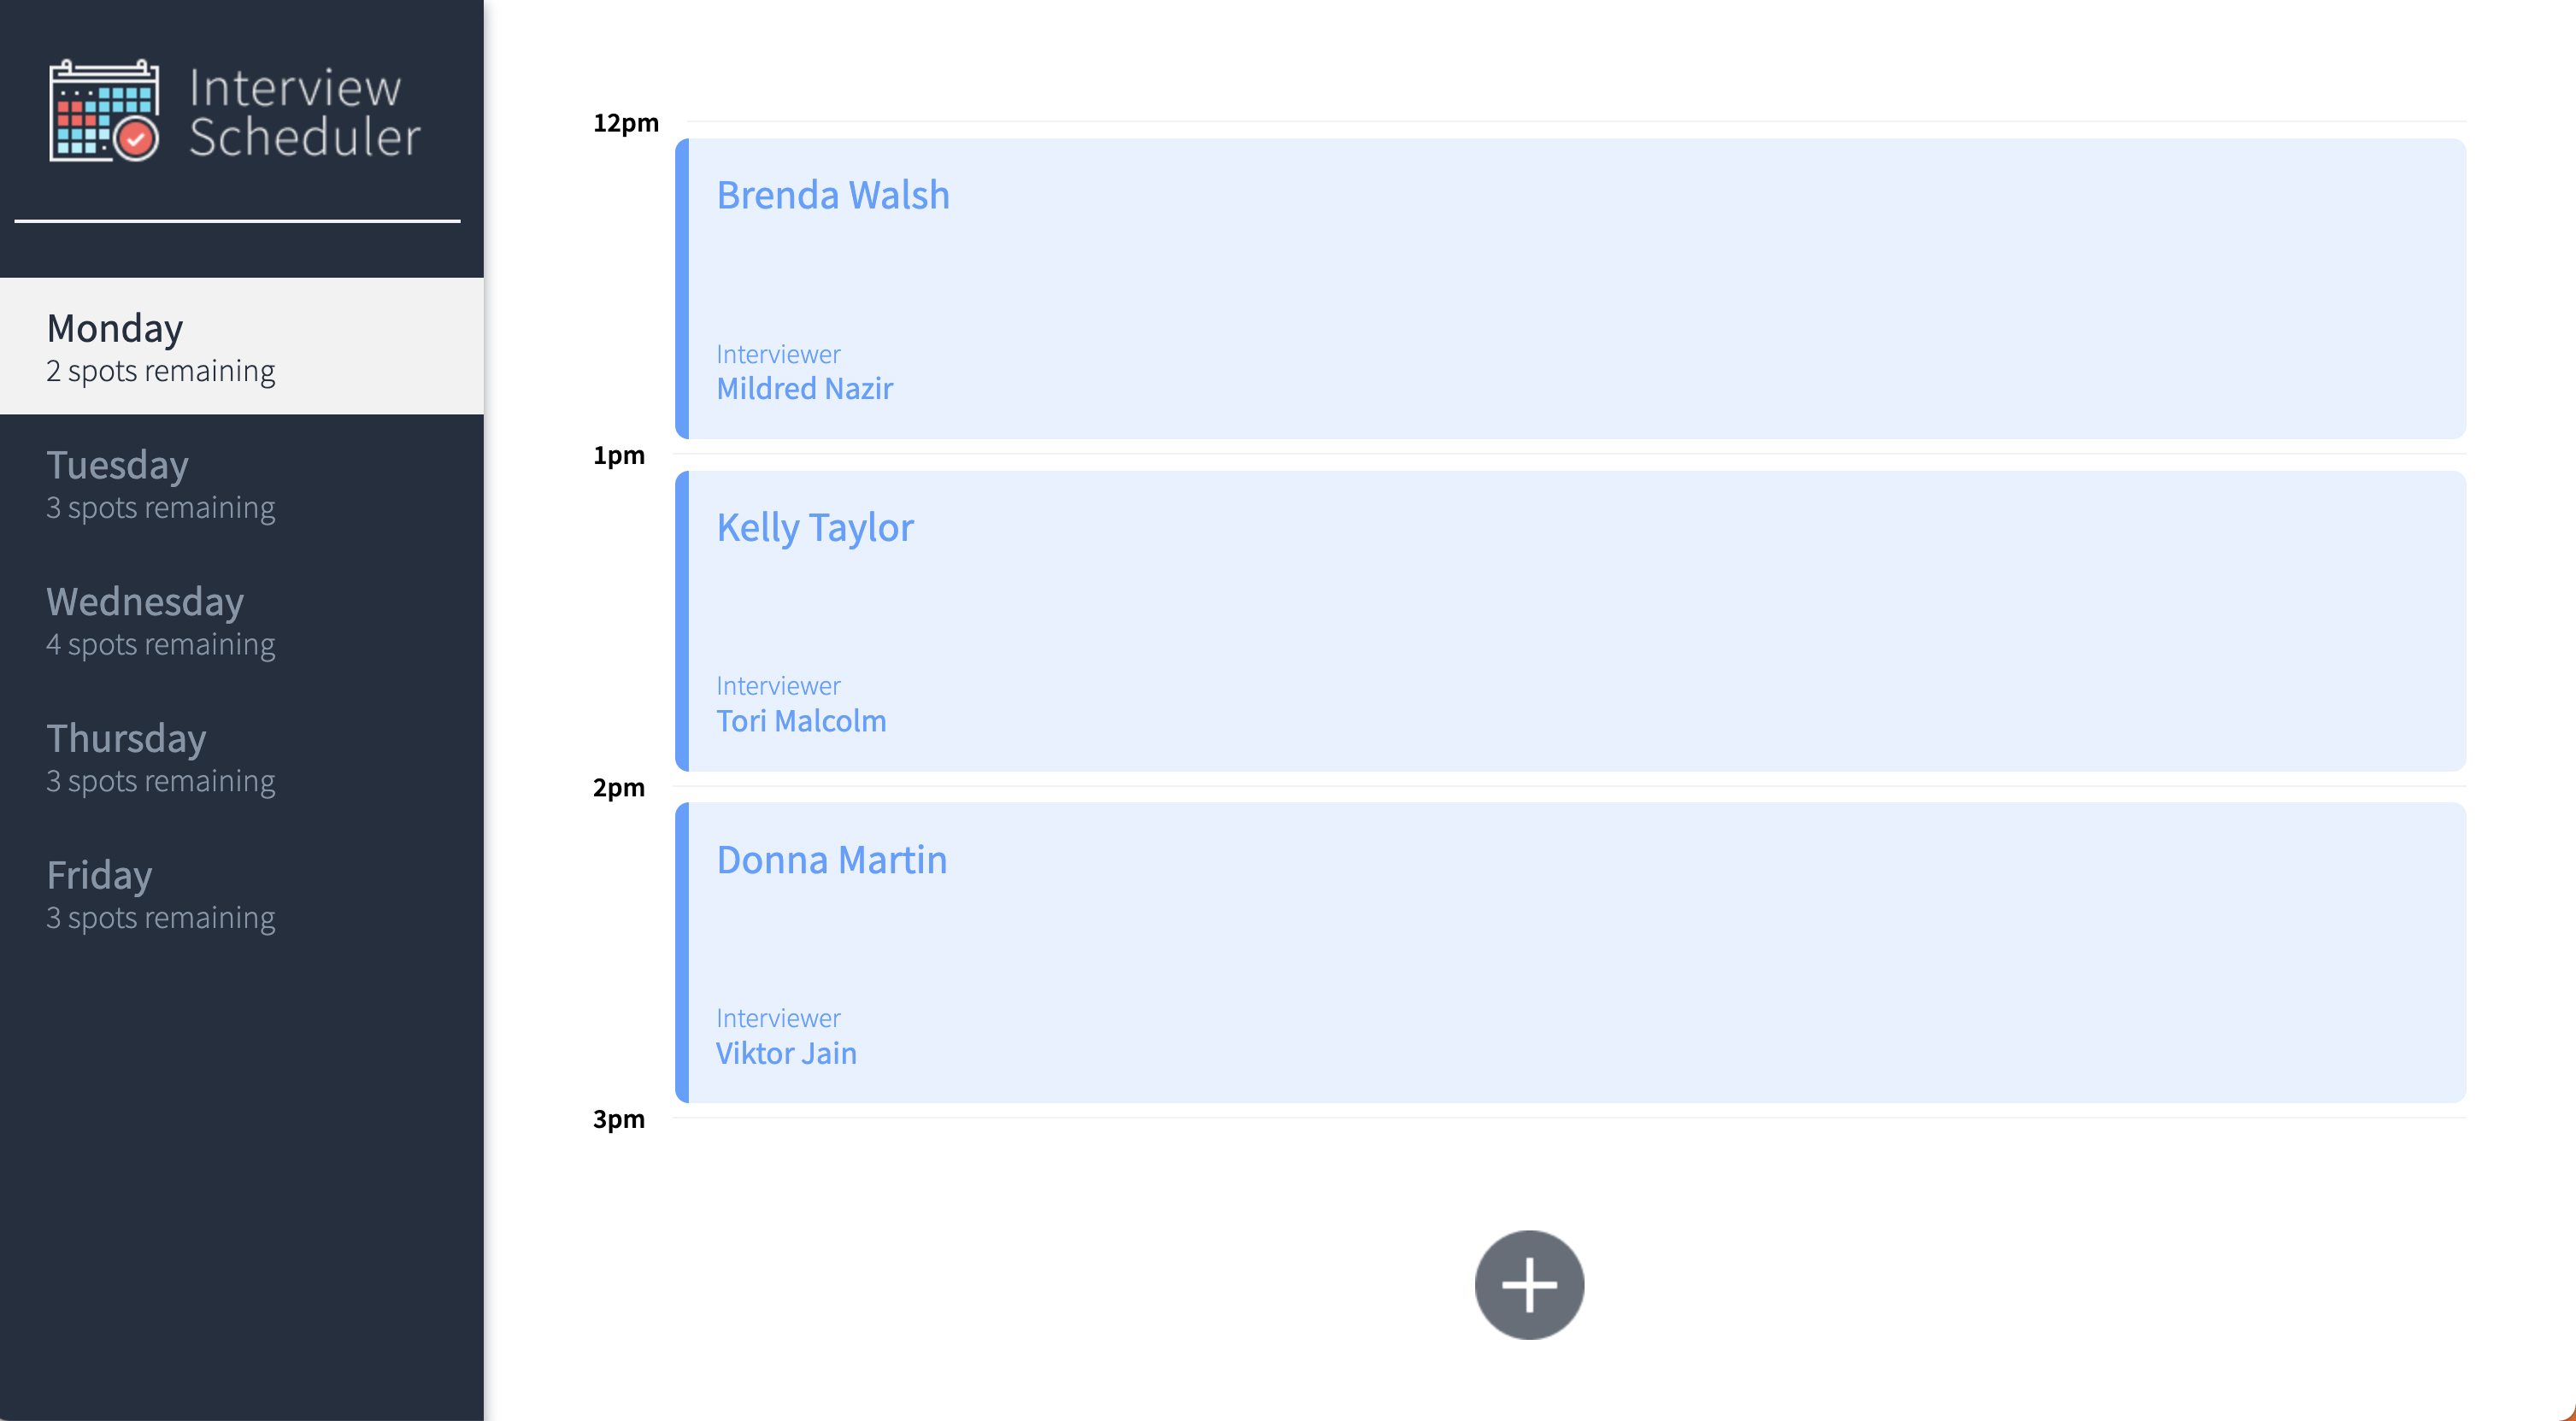 Interview
Scheduler
Monday
2 spots remaining
Tuesday
3 spots remaining
Wednesday
4 spots remaining
Thursday
3 spots remaining
Friday
3 spots remaining
12pm
Brenda Walsh
Interviewer
Mildred Nazir
1pm
Kelly Taylor
Interviewer
Tori Malcolm
2pm
Donna Martin
Interviewer
Viktor Jain
3pm